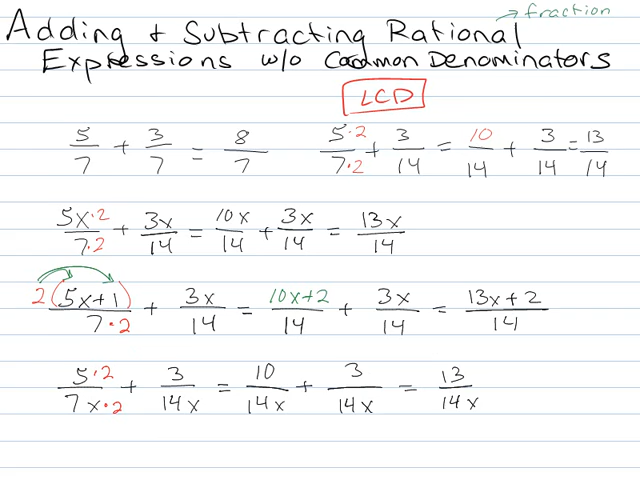 → fraction
Adding + Subtracting Rational
Expressions w/o Common Denominators
LCD
5/7 + 3/7 = 8/7    5·2/7·2 + 3/14 = 10/14 + 3/14 = 13/14
5x·2/7·2 + 3x/14 = 10x/14 + 3x/14 = 13x/14
2(5x+1)/7·2 + 3x/14 = 10x+2/14 + 3x/14 = 13x+2/14
5·2/7x·2 + 3/14x = 10/14x + 3/14x = 13/14x